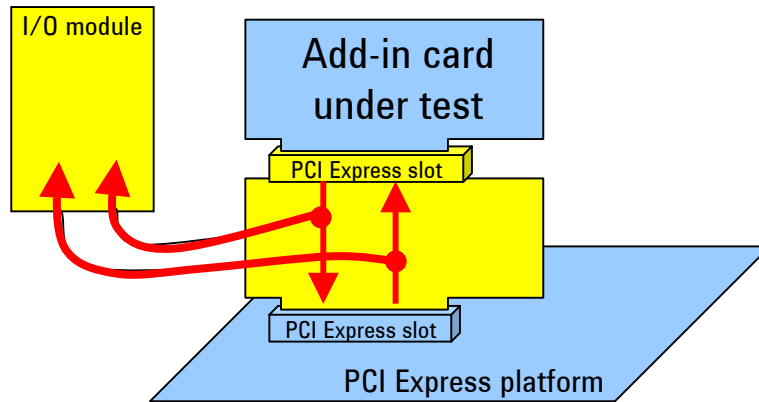 I/O module
Add-in card
under test
PCI Express slot
PCI Express slot
PCI Express platform